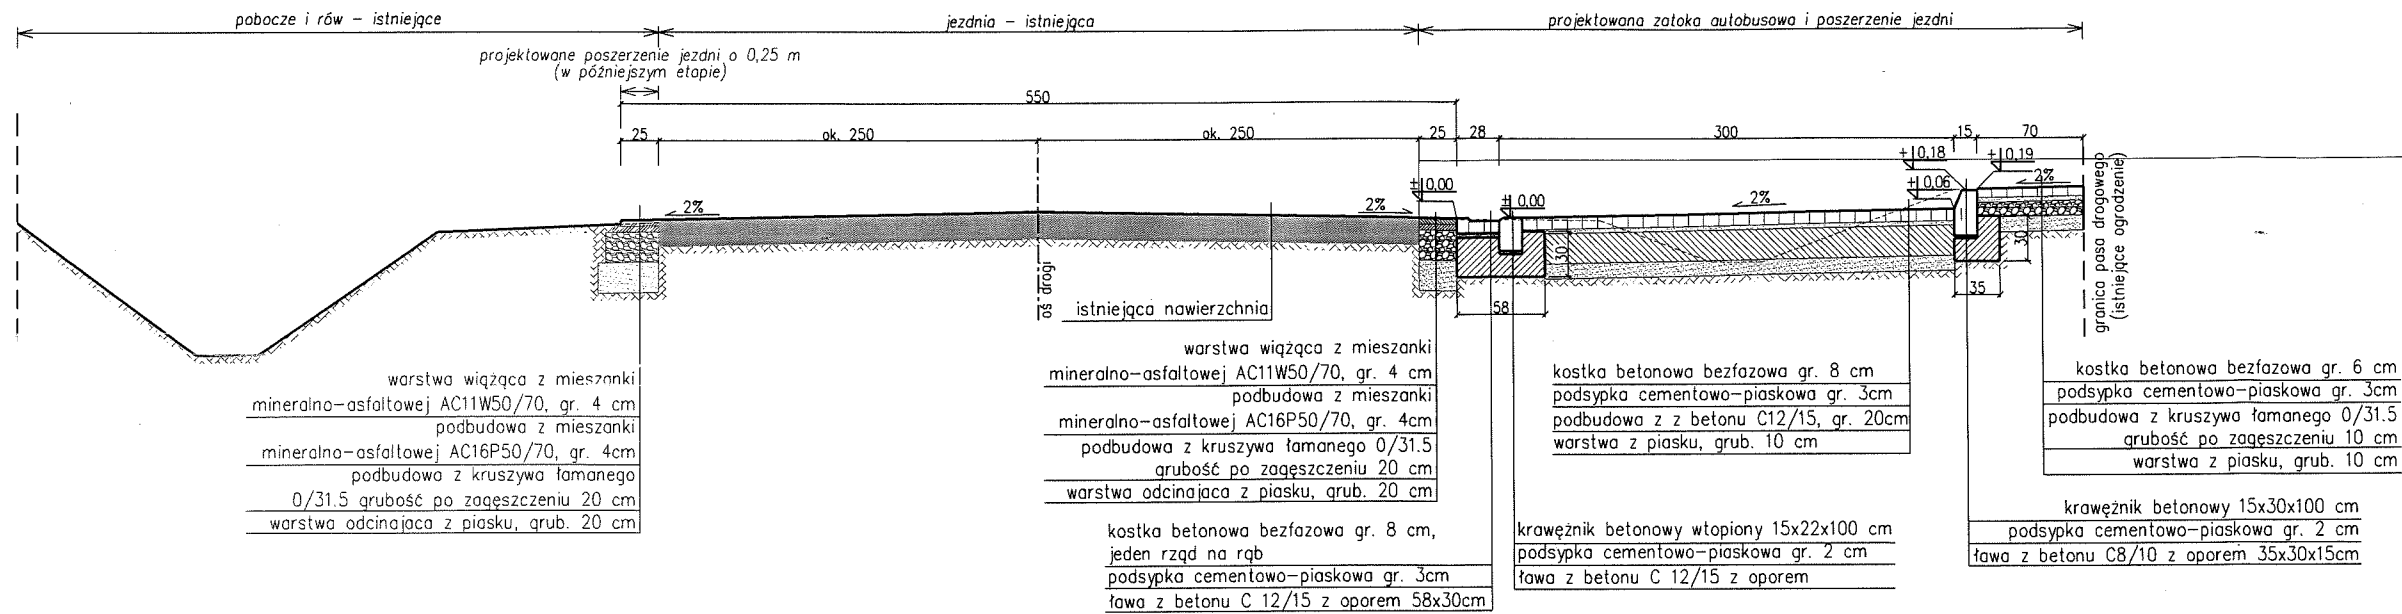 pobocze i rów – istniejące
jezdnia – istniejąca
projektowana zatoka autobusowa i poszerzenie jezdni
projektowane poszerzenie jezdni o 0,25 m
(w późniejszym etapie)
550
25
ok. 250
ok. 250
25
28
300
15
70
±0,00
±0,00
+0,18
+0,19
+0,06
2%
2%
2%
2%
30
30
58
35
oś drogi
istniejąca nawierzchnia
granica pasa drogowego
(istniejące ogrodzenie)
warstwa wiążąca z mieszanki
mineralno-asfaltowej AC11W50/70, gr. 4 cm
podbudowa z mieszanki
mineralno-asfaltowej AC16P50/70, gr. 4cm
podbudowa z kruszywa łamanego
0/31.5 grubość po zagęszczeniu 20 cm
warstwa odcinajaca z piasku, grub. 20 cm
warstwa wiążąca z mieszanki
mineralno-asfaltowej AC11W50/70, gr. 4 cm
podbudowa z mieszanki
mineralno-asfaltowej AC16P50/70, gr. 4cm
podbudowa z kruszywa łamanego 0/31.5
grubość po zagęszczeniu 20 cm
warstwa odcinajaca z piasku, grub. 20 cm
kostka betonowa bezfazowa gr. 8 cm
podsypka cementowo-piaskowa gr. 3cm
podbudowa z z betonu C12/15, gr. 20cm
warstwa z piasku, grub. 10 cm
kostka betonowa bezfazowa gr. 6 cm
podsypka cementowo-piaskowa gr. 3cm
podbudowa z kruszywa łamanego 0/31.5
grubość po zagęszczeniu 10 cm
warstwa z piasku, grub. 10 cm
kostka betonowa bezfazowa gr. 8 cm,
jeden rząd na rąb
podsypka cementowo-piaskowa gr. 3cm
ława z betonu C 12/15 z oporem 58x30cm
krawężnik betonowy wtopiony 15x22x100 cm
podsypka cementowo-piaskowa gr. 2 cm
ława z betonu C 12/15 z oporem
krawężnik betonowy 15x30x100 cm
podsypka cementowo-piaskowa gr. 2 cm
ława z betonu C8/10 z oporem 35x30x15cm